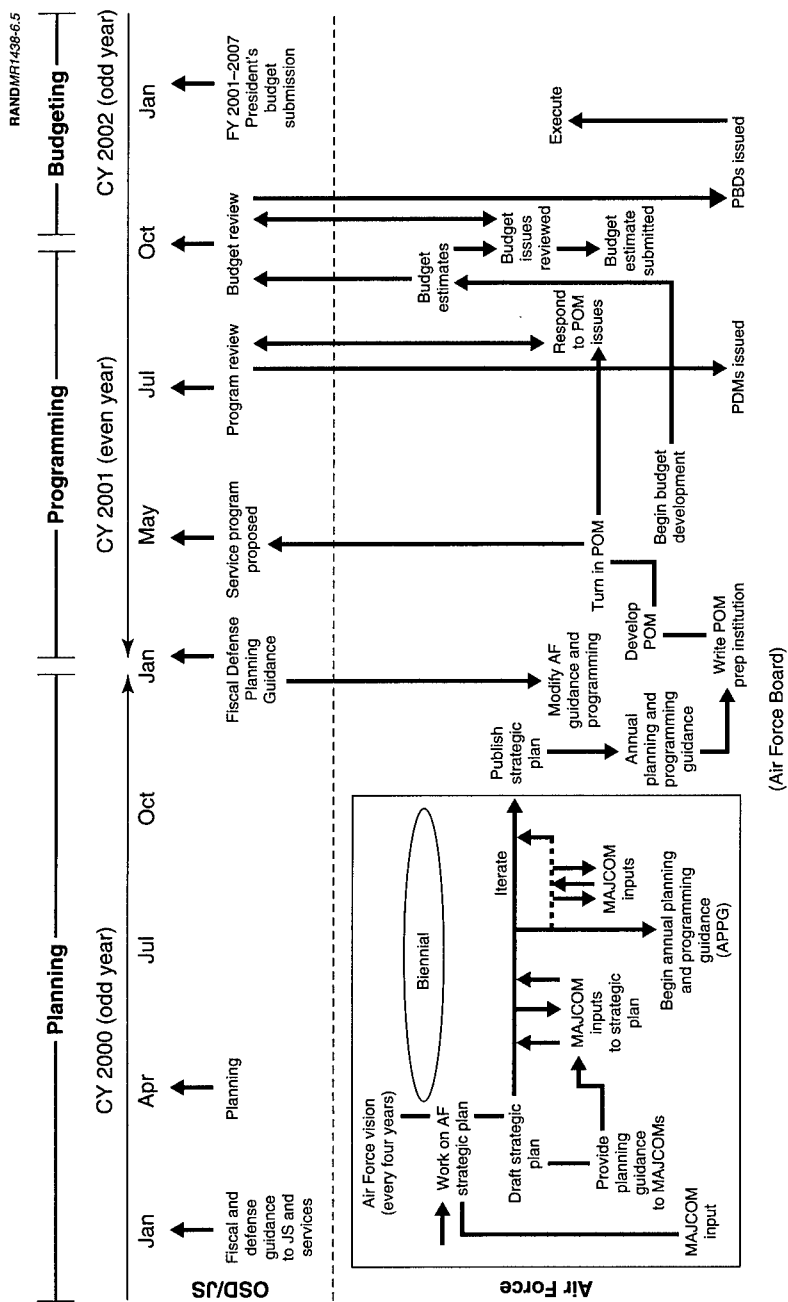 RANDMR1438-6.5
Planning
Programming
Budgeting
CY 2000 (odd year)
CY 2001 (even year)
CY 2002 (odd year)
Jan
Apr
Jul
Oct
Jan
May
Jul
Oct
Jan
OSD/JS
Fiscal and
defense
guidance
to JS and
services
Planning
Fiscal Defense
Planning
Guidance
Service program
proposed
Program review
Budget review
FY 2001–2007
President's
budget
submission
Air Force
Air Force vision
(every four years)
Work on AF
strategic plan
Draft strategic
plan
Provide
planning
guidance
to MAJCOMs
MAJCOM
input
Biennial
MAJCOM
inputs
to strategic
plan
Iterate
MAJCOM
inputs
Begin annual planning
and programming
guidance
(APPG)
Publish
strategic
plan
Annual
planning and
programming
guidance
Modify AF
guidance and
programming
Write POM
prep institution
Develop
POM
Turn in POM
Begin budget
development
Respond
to POM
issues
PDMs issued
Budget
estimates
Budget
issues
reviewed
Budget
estimate
submitted
PBDs issued
Execute
(Air Force Board)